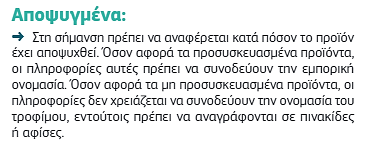 Αποψυγμένα:
➔ Στη σήμανση πρέπει να αναφέρεται κατά πόσον το προϊόν
έχει αποψυχθεί. Όσον αφορά τα προσυσκευασμένα προϊόντα,
οι πληροφορίες αυτές πρέπει να συνοδεύουν την εμπορική
ονομασία. Όσον αφορά τα μη προσυσκευασμένα προϊόντα, οι
πληροφορίες δεν χρειάζεται να συνοδεύουν την ονομασία του
τροφίμου, εντούτοις πρέπει να αναγράφονται σε πινακίδες
ή αφίσες.